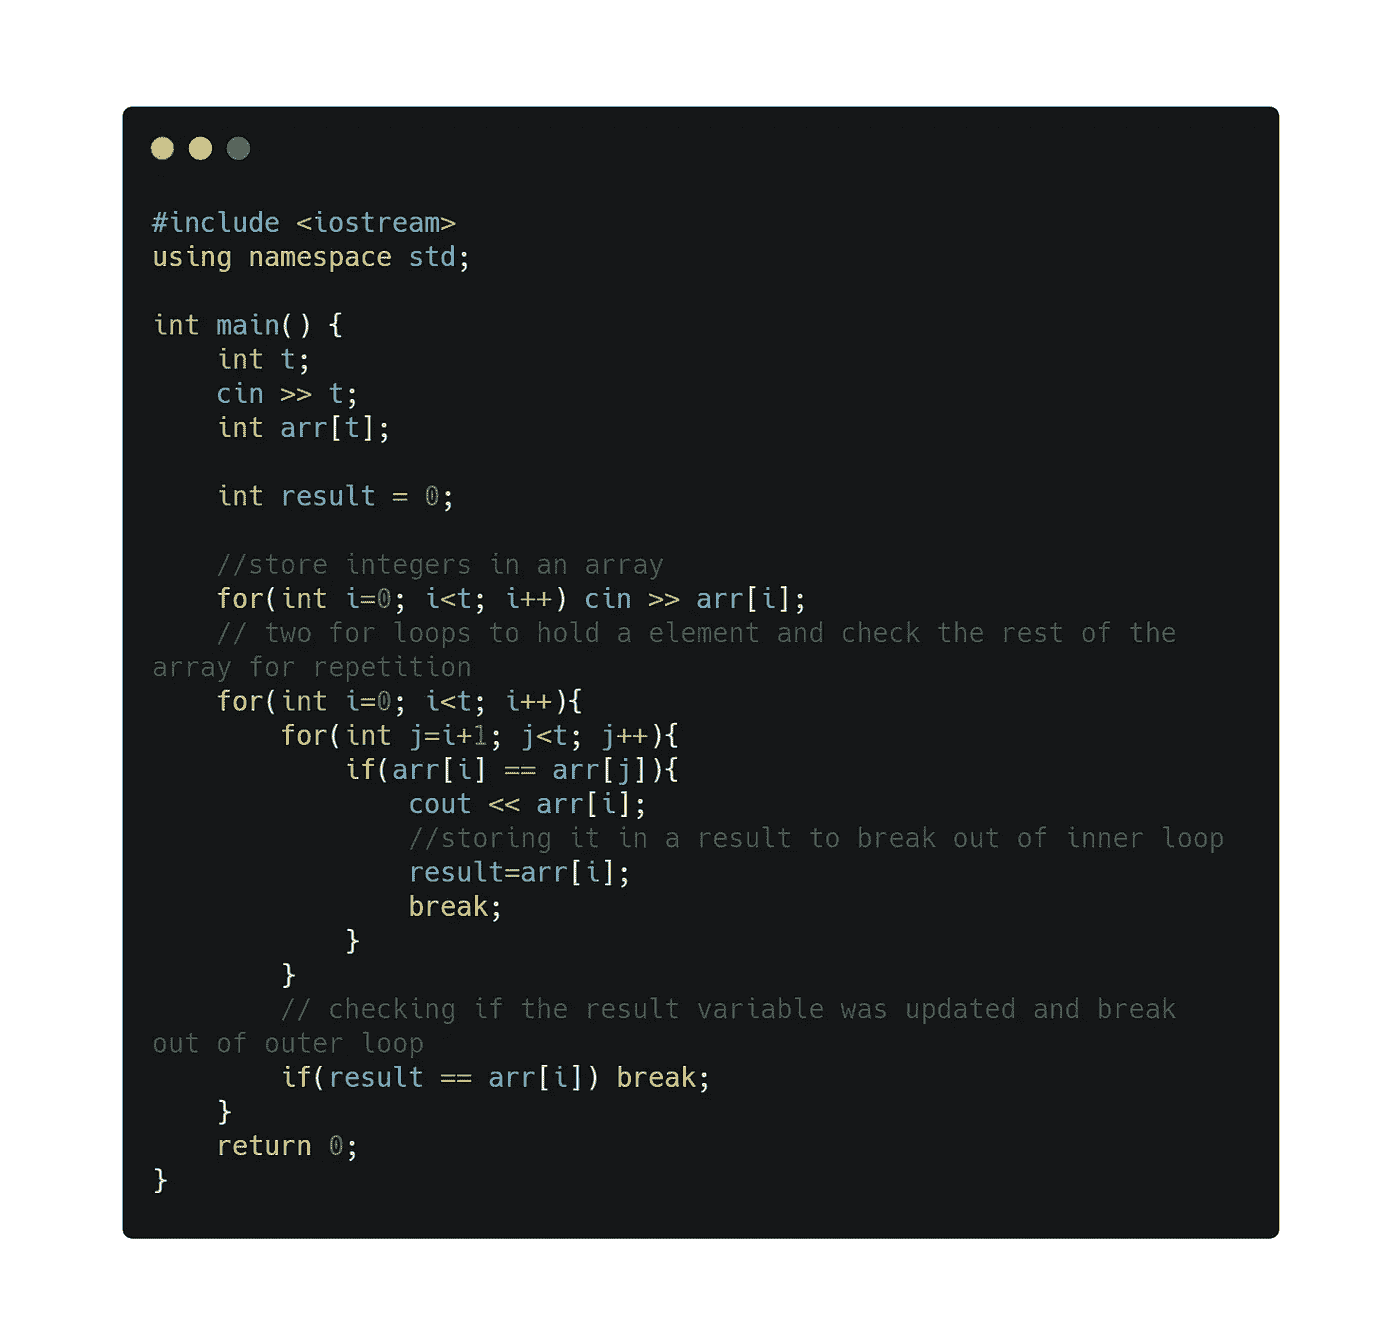 #include <iostream>
using namespace std;

int main() {
    int t;
    cin >> t;
    int arr[t];

    int result = 0;

    //store integers in an array
    for(int i=0; i<t; i++) cin >> arr[i];
    // two for loops to hold a element and check the rest of the
array for repetition
    for(int i=0; i<t; i++){
        for(int j=i+1; j<t; j++){
            if(arr[i] == arr[j]){
                cout << arr[i];
                //storing it in a result to break out of inner loop
                result=arr[i];
                break;
            }
        }
        // checking if the result variable was updated and break
out of outer loop
        if(result == arr[i]) break;
    }
    return 0;
}